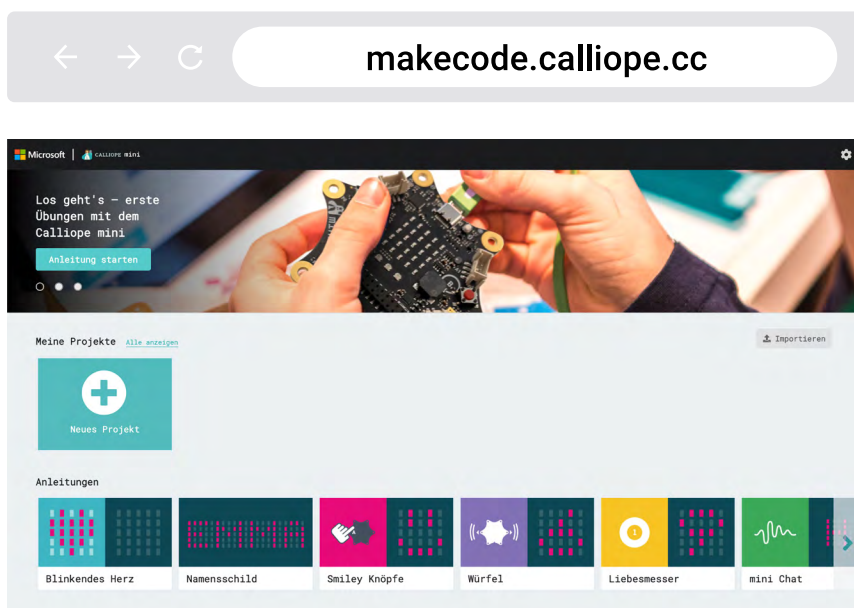 makecode.calliope.cc
Microsoft | CALLIOPE mini
Los geht's – erste
Übungen mit dem
Calliope mini
Anleitung starten
Meine Projekte Alle anzeigen
Importieren
Neues Projekt
Anleitungen
Blinkendes Herz
Namensschild
Smiley Knöpfe
Würfel
Liebesmesser
mini Chat